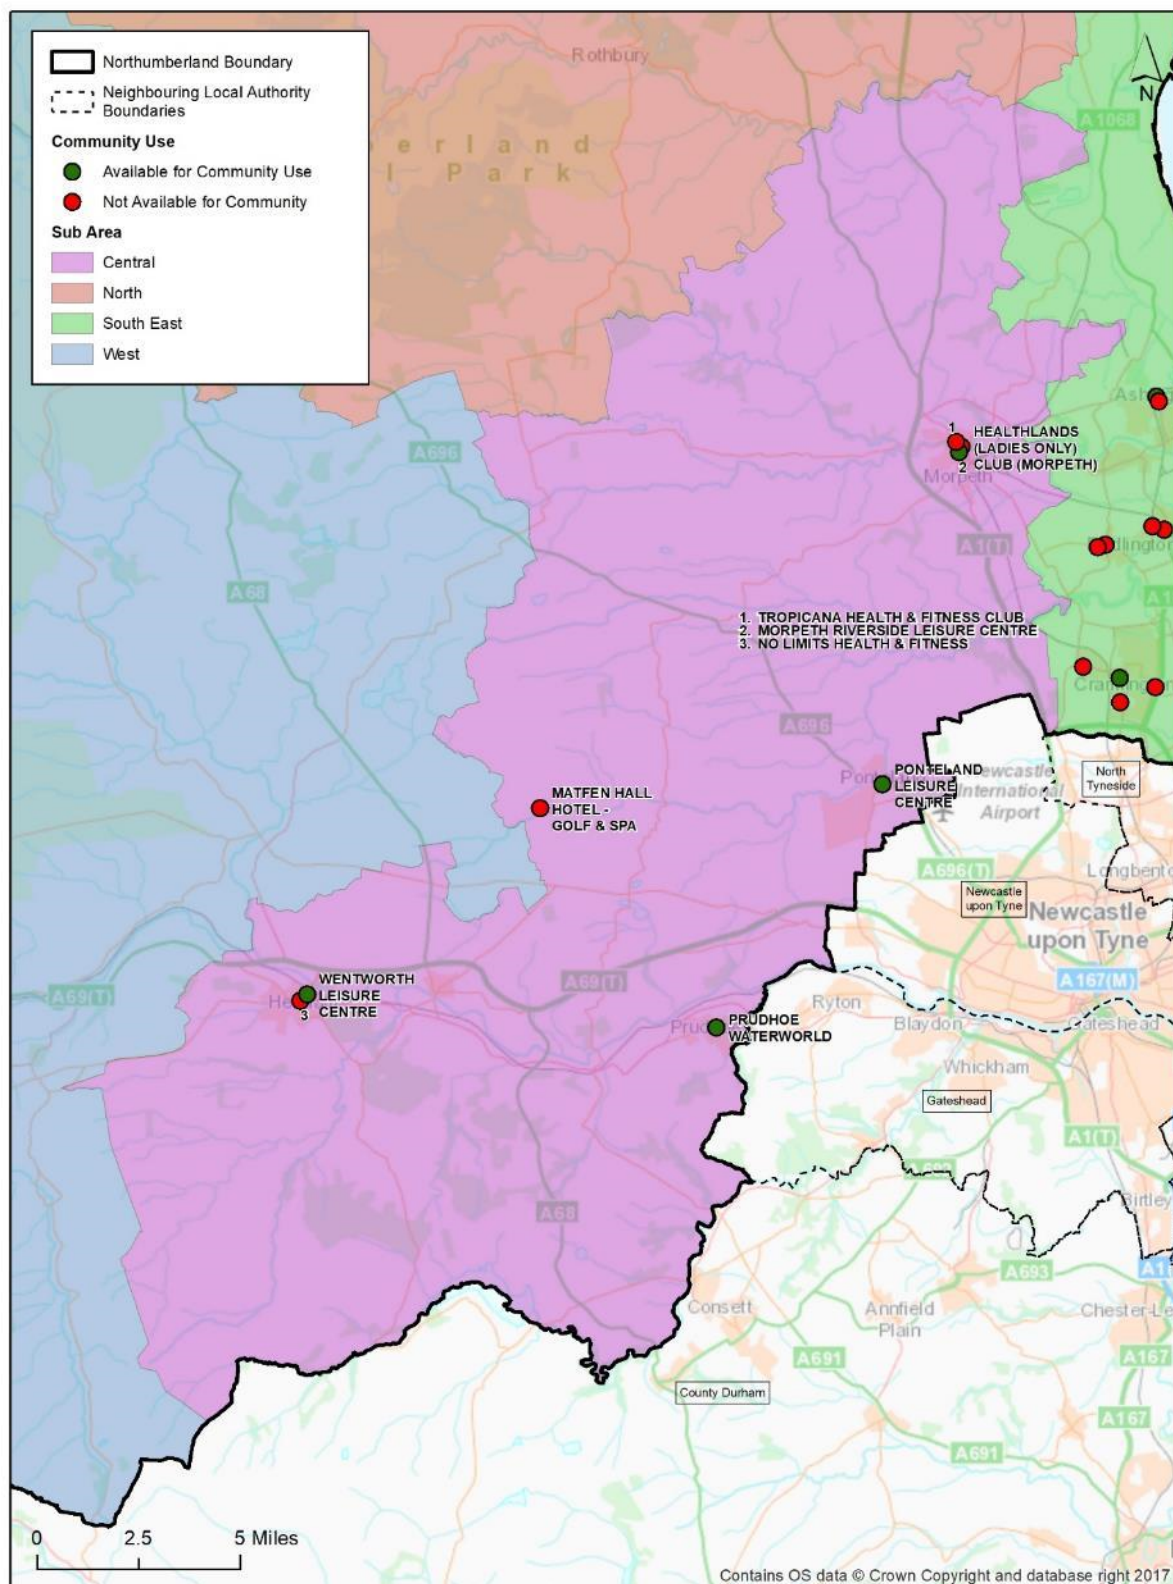 Northumberland Boundary
Neighbouring Local Authority
Boundaries
Community Use
Available for Community Use
Not Available for Community
Sub Area
Central
North
South East
West
Rothbury
N
A1068
erland
Park
A696
A68
1
HEALTHLANDS
(LADIES ONLY)
CLUB (MORPETH)
2
Morpeth
A1(T)
1. TROPICANA HEALTH & FITNESS CLUB
2. MORPETH RIVERSIDE LEISURE CENTRE
3. NO LIMITS HEALTH & FITNESS
A696
PONTELAND
LEISURE
CENTRE
Newcastle
International
Airport
North
Tyneside
MATFEN HALL
HOTEL -
GOLF & SPA
A696(T)
Newcastle
upon Tyne
Newcastle
upon Tyne
A69(T)
WENTWORTH
LEISURE
CENTRE
3
A69(T)
A167(M)
Ryton
Blaydon
Gateshead
PRUDHOE
WATERWORLD
Whickham
Gateshead
A1(T)
Birtley
A68
A693
Consett
Annfield
Plain
Chester-Le
A691
A167
County Durham
A167
A691
0 2.5 5 Miles
Contains OS data © Crown Copyright and database right 2017